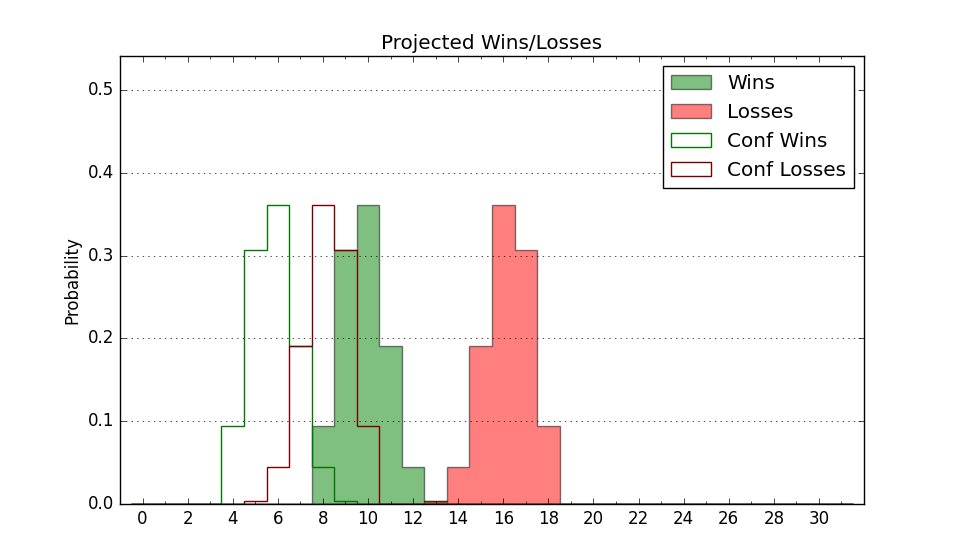 Projected Wins/Losses
Wins
Losses
Conf Wins
Conf Losses
Probability
0.5
0.4
0.3
0.2
0.1
0.0
0 2 4 6 8 10 12 14 16 18 20 22 24 26 28 30